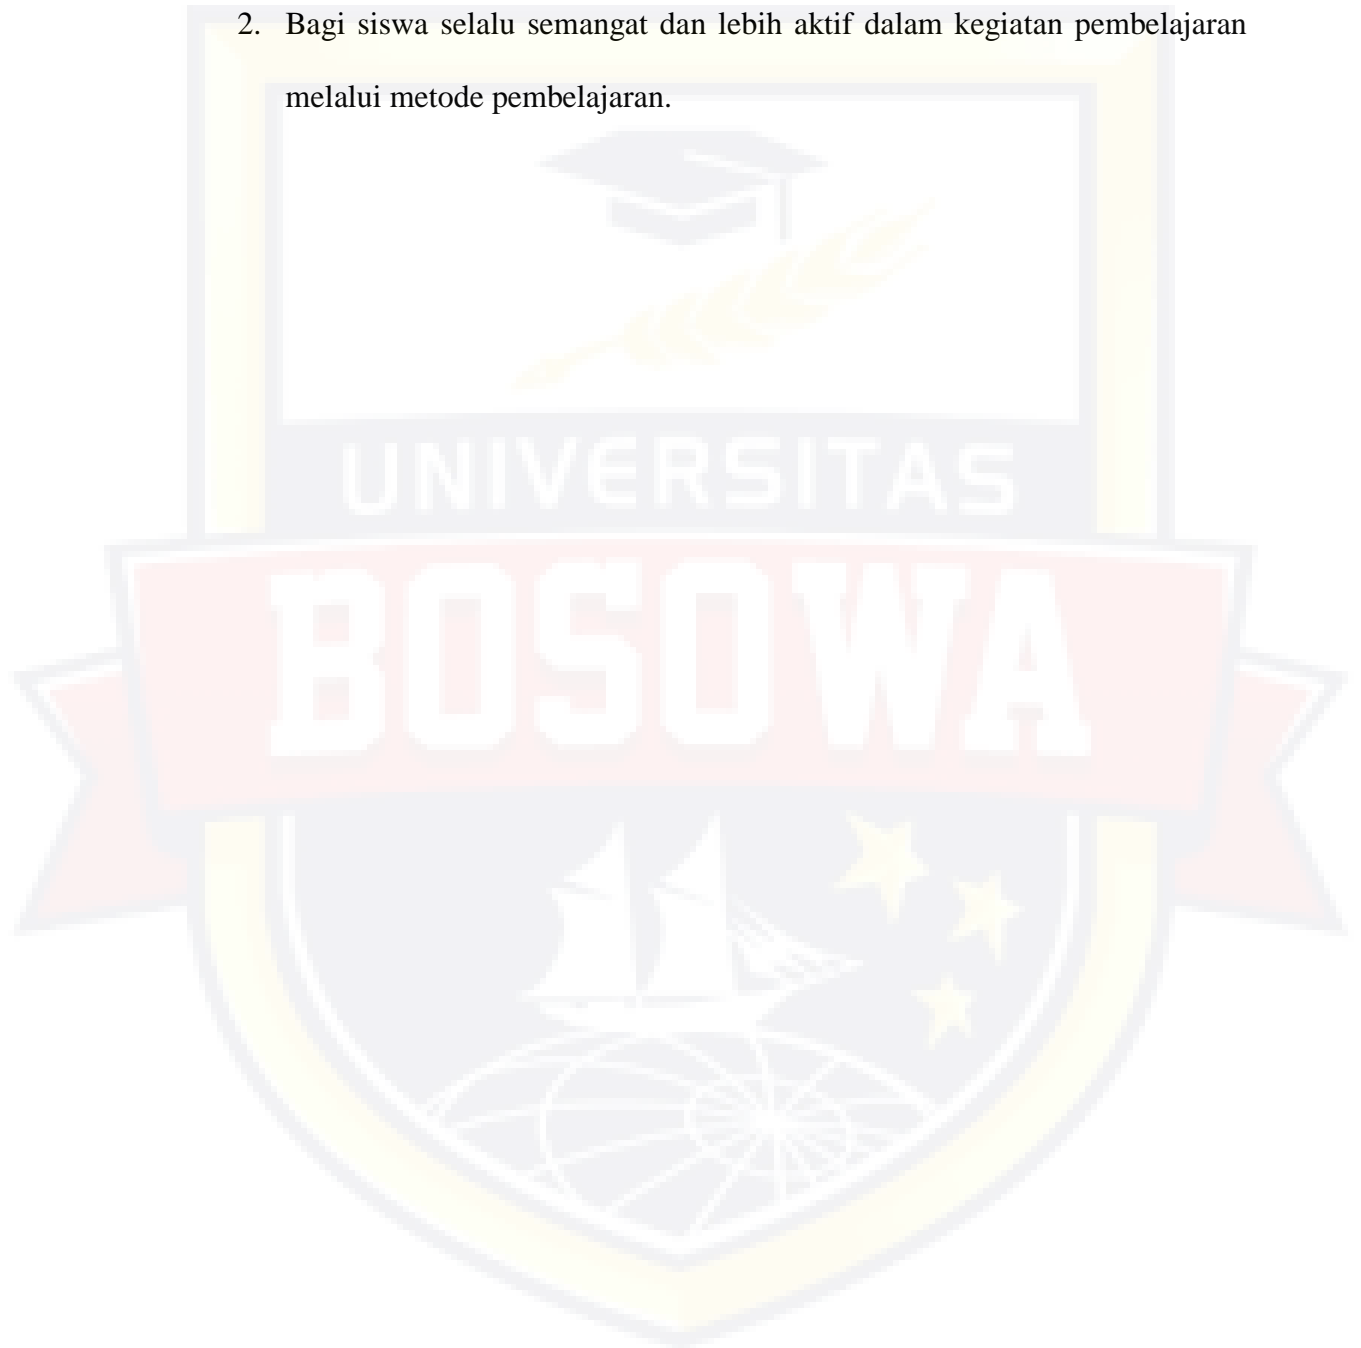 2. Bagi siswa selalu semangat dan lebih aktif dalam kegiatan pembelajaran
melalui metode pembelajaran.
UNIVERSITAS
BOSOWA